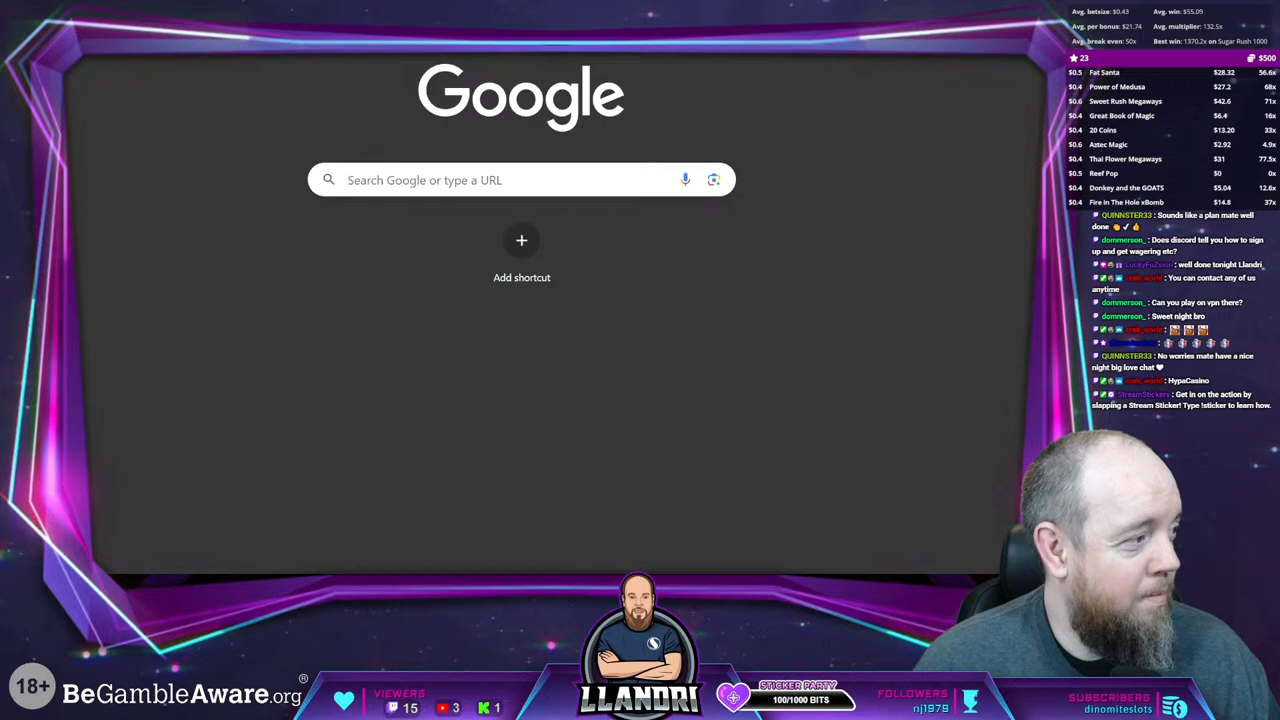 Avg. betsize: $0.43 Avg. win: $55.09
Avg. per bonus: $21.74 Avg. multiplier: 132.5x
Avg. break even: 50x Best win: 1370.2x on Sugar Rush 1000
23 $500
$0.5 Fat Santa $28.32 56.6x
$0.4 Power of Medusa $27.2 68x
$0.6 Sweet Rush Megaways $42.6 71x
$0.4 Great Book of Magic $6.4 16x
$0.4 20 Coins $13.20 33x
$0.6 Aztec Magic $2.92 4.9x
$0.4 Thai Flower Megaways $31 77.5x
$0.5 Reef Pop $0 0x
$0.4 Donkey and the GOATS $5.04 12.6x
$0.4 Fire In The Hole xBomb $14.8 37x
QUINNSTER33 : Sounds like a plan mate well
done 👏 ✓ 👍
dommerson_ : Does discord tell you how to sign
up and get wagering etc?
LuckyFuZsion : well done tonight Llandri
crab_world : You can contact any of us
anytime
dommerson_ : Can you play on vpn there?
dommerson_ : Sweet night bro
crab_world :
QUINNSTER33 : No worries mate have a nice
night big love chat 🤍
crab_world : HypaCasino
StreamStickers : Get in on the action by
slapping a Stream Sticker! Type !sticker to learn how.
Google
Search Google or type a URL
+
Add shortcut
18+ BeGambleAware.org®
VIEWERS
15 3 K 1
LLANDRI
STICKER PARTY
100/1000 BITS
FOLLOWERS
nj1979
SUBSCRIBERS
dinomiteslots